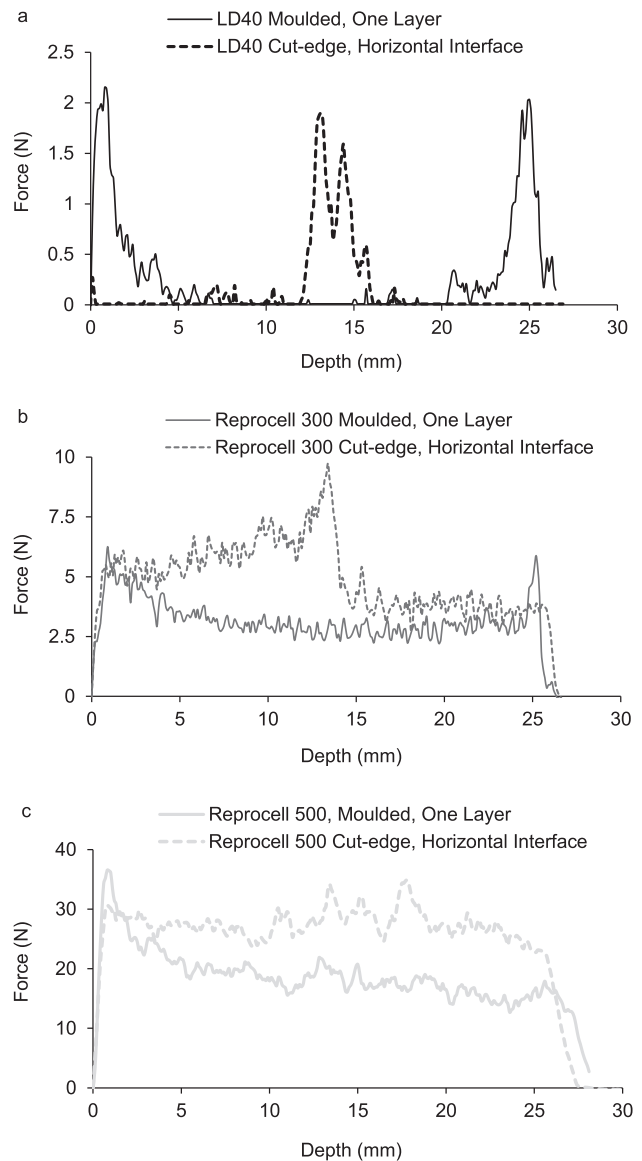 a
LD40 Moulded, One Layer
LD40 Cut-edge, Horizontal Interface
2.5
2
1.5
1
0.5
0
Force (N)
0 5 10 15 20 25 30
Depth (mm)
b
Reprocell 300 Moulded, One Layer
Reprocell 300 Cut-edge, Horizontal Interface
10
7.5
5
2.5
0
Force (N)
0 5 10 15 20 25 30
Depth (mm)
c
Reprocell 500, Moulded, One Layer
Reprocell 500 Cut-edge, Horizontal Interface
40
30
20
10
0
Force (N)
0 5 10 15 20 25 30
Depth (mm)